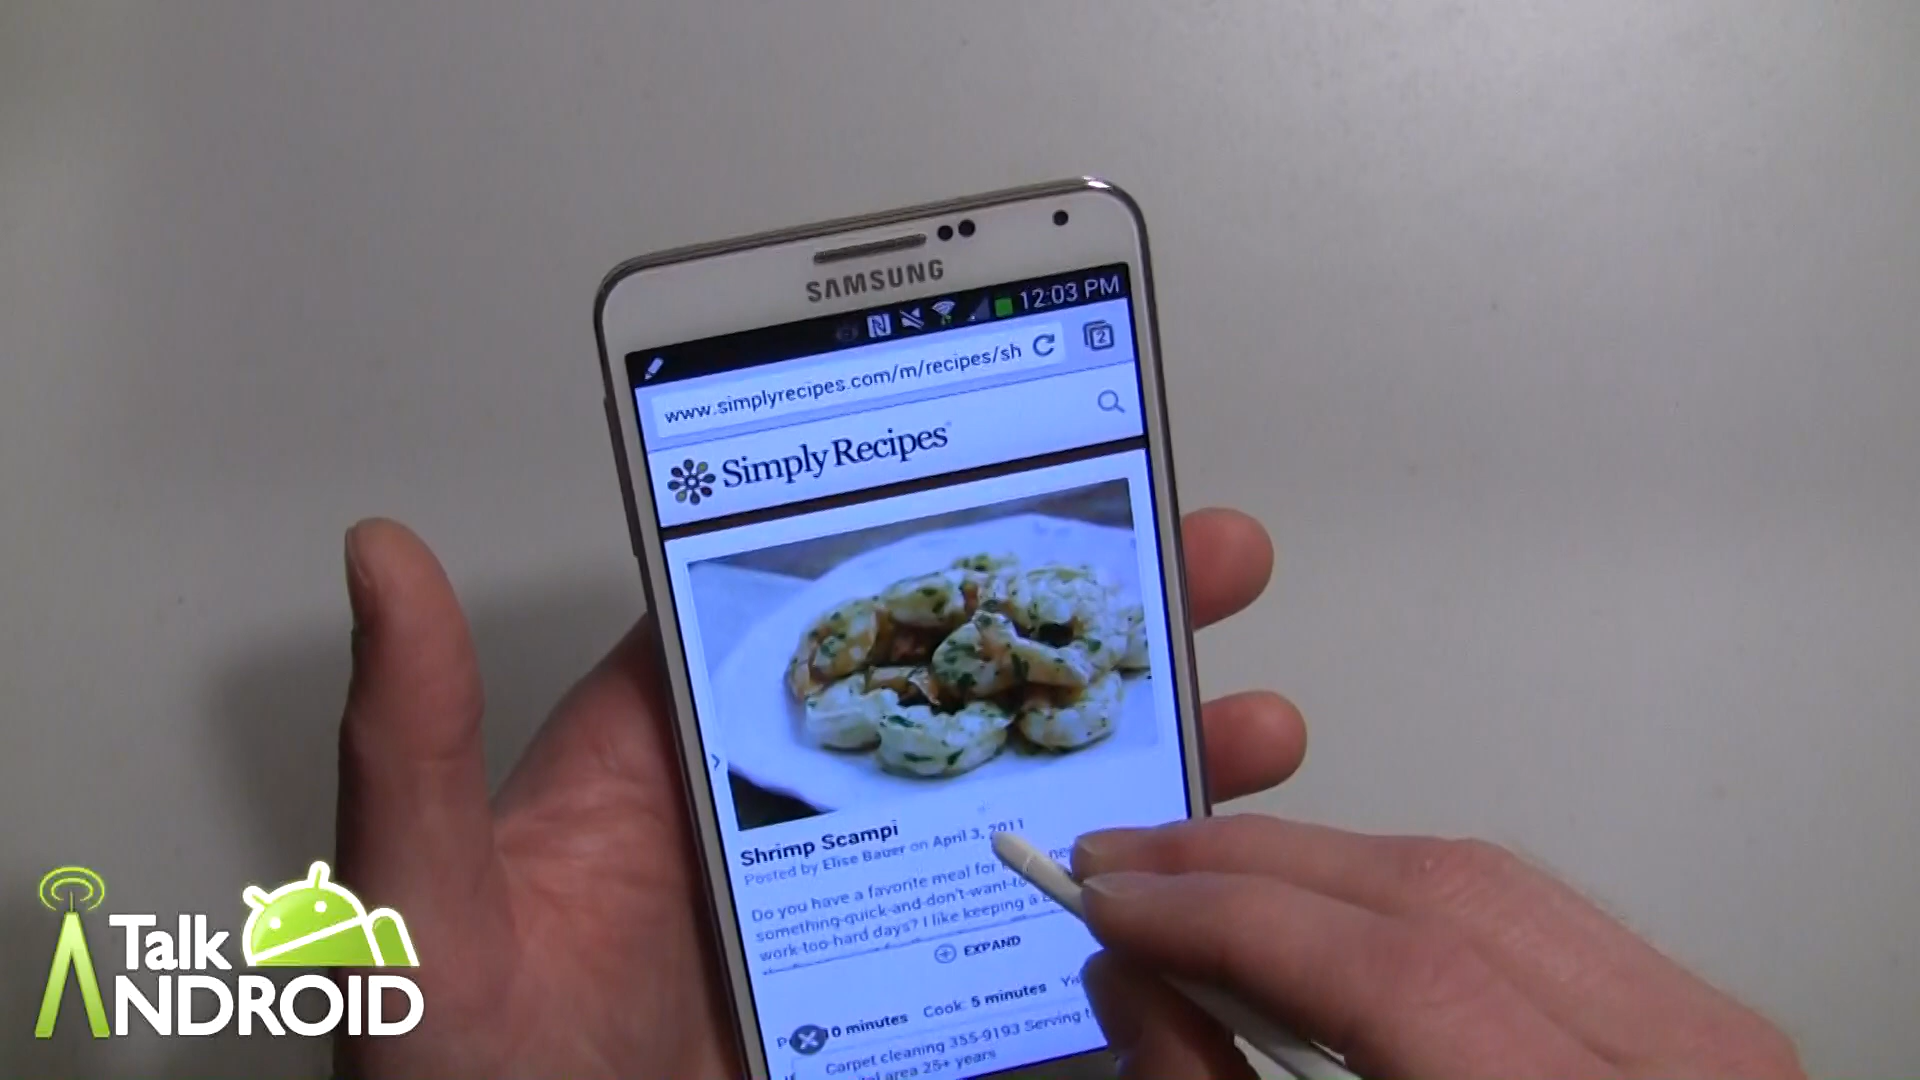 SAMSUNG
12:03 PM
www.simplyrecipes.com/m/recipes/sh
2
Simply Recipes
Shrimp Scampi
Posted by Elise Bauer on April 3, 2011
Do you have a favorite meal for
something-quick-and-don't-want-to
work-too-hard days? I like keeping a
EXPAND
10 minutes Cook: 5 minutes
Carpet cleaning 355-9193 Serving
area 25+ years
Talk
ANDROID